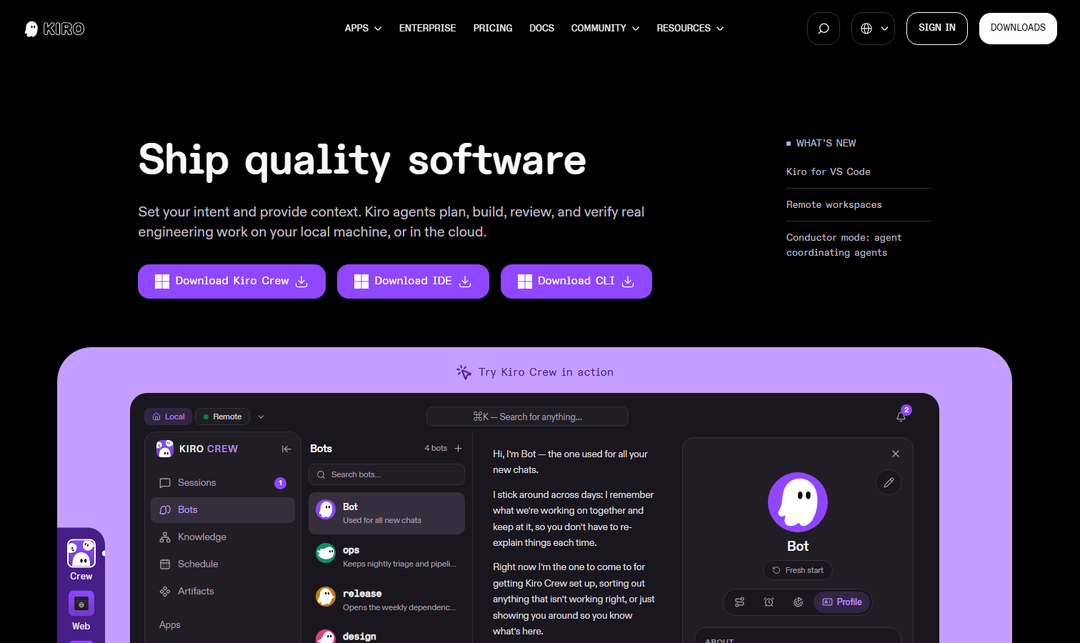 KIRO
APPS
ENTERPRISE
PRICING
DOCS
COMMUNITY
RESOURCES
SIGN IN
DOWNLOADS
Ship quality software
Set your intent and provide context. Kiro agents plan, build, review, and verify real
engineering work on your local machine, or in the cloud.
Download Kiro Crew
Download IDE
Download CLI
WHAT'S NEW
Kiro for VS Code
Remote workspaces
Conductor mode: agent
coordinating agents
Try Kiro Crew in action
Local
Remote
⌘K — Search for anything...
2
KIRO CREW
Sessions
1
Bots
Knowledge
Schedule
Artifacts
Apps
Crew
Web
Bots
4 bots
Search bots...
Bot
Used for all new chats
ops
Keeps nightly triage and pipeli...
release
Opens the weekly dependenc...
design
Hi, I'm Bot — the one used for all your
new chats.
I stick around across days: I remember
what we're working on together and
keep at it, so you don't have to re-
explain things each time.
Right now I'm the one to come to for
getting Kiro Crew set up, sorting out
anything that isn't working right, or just
showing you around so you know
what's here.
Bot
Fresh start
Profile
ABOUT